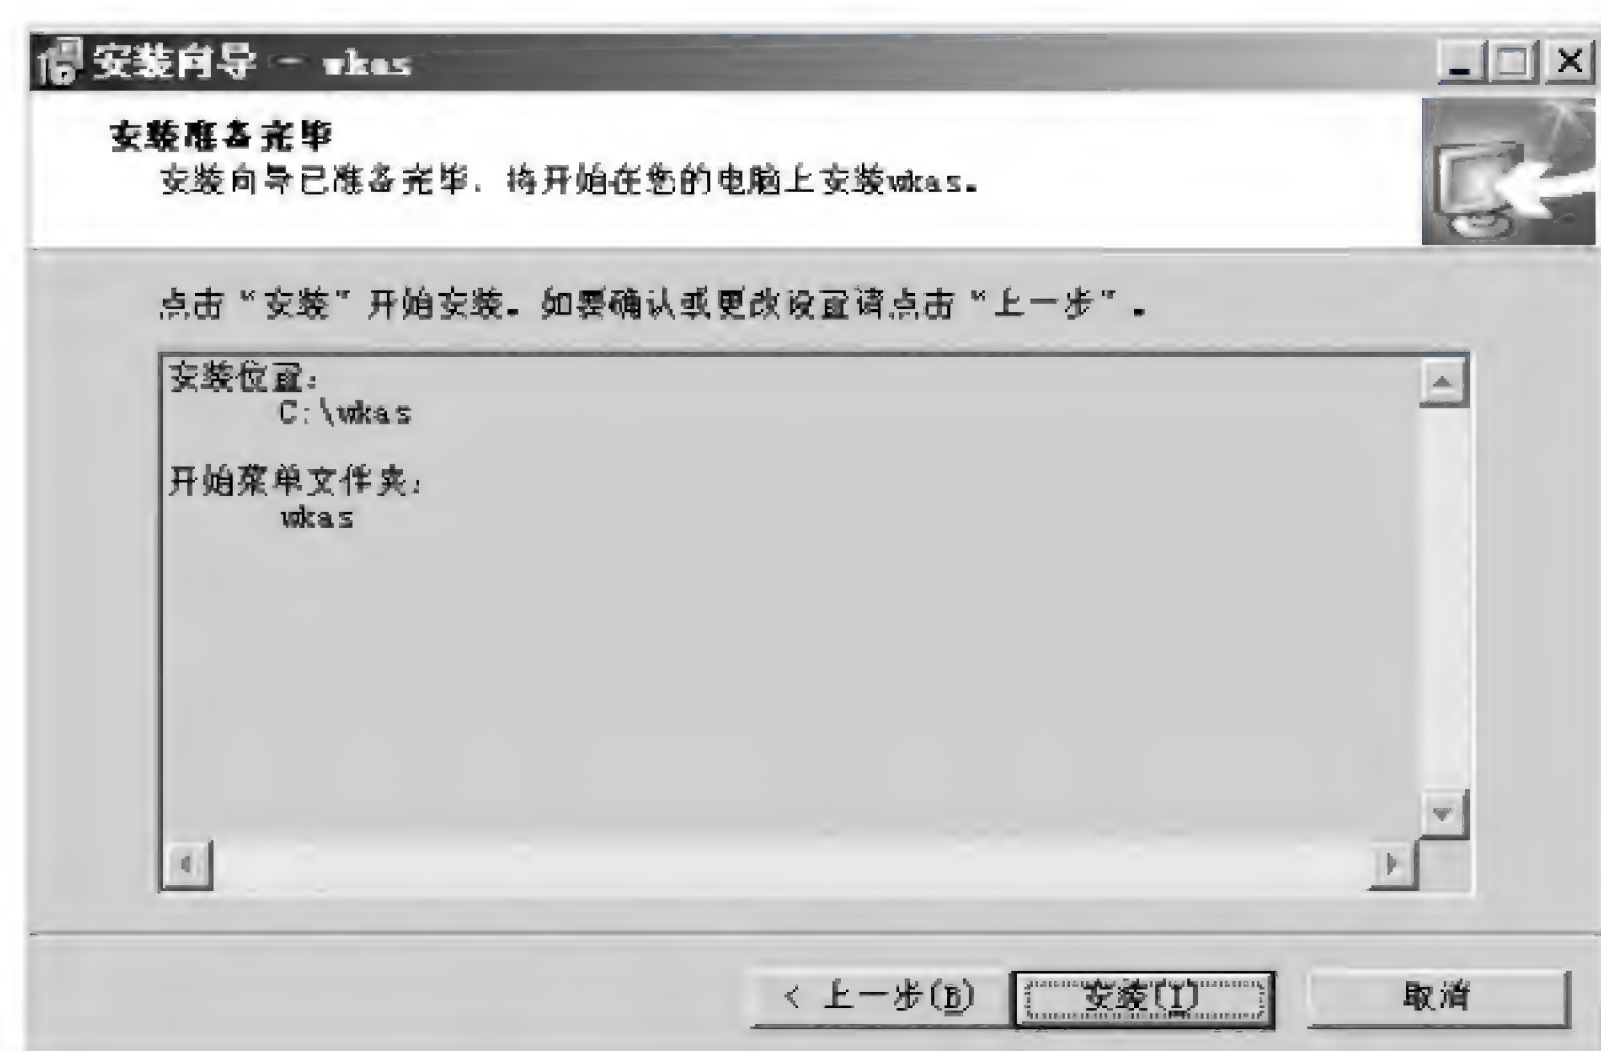 安装向导 - wkas
安装准备完毕
安装向导已准备完毕，将开始在您的电脑上安装wkas。
点击“安装”开始安装。如要确认或更改设置请点击“上一步”。
安装位置：
C:\wkas
开始菜单文件夹：
wkas
< 上一步(B)
安装(I)
取消